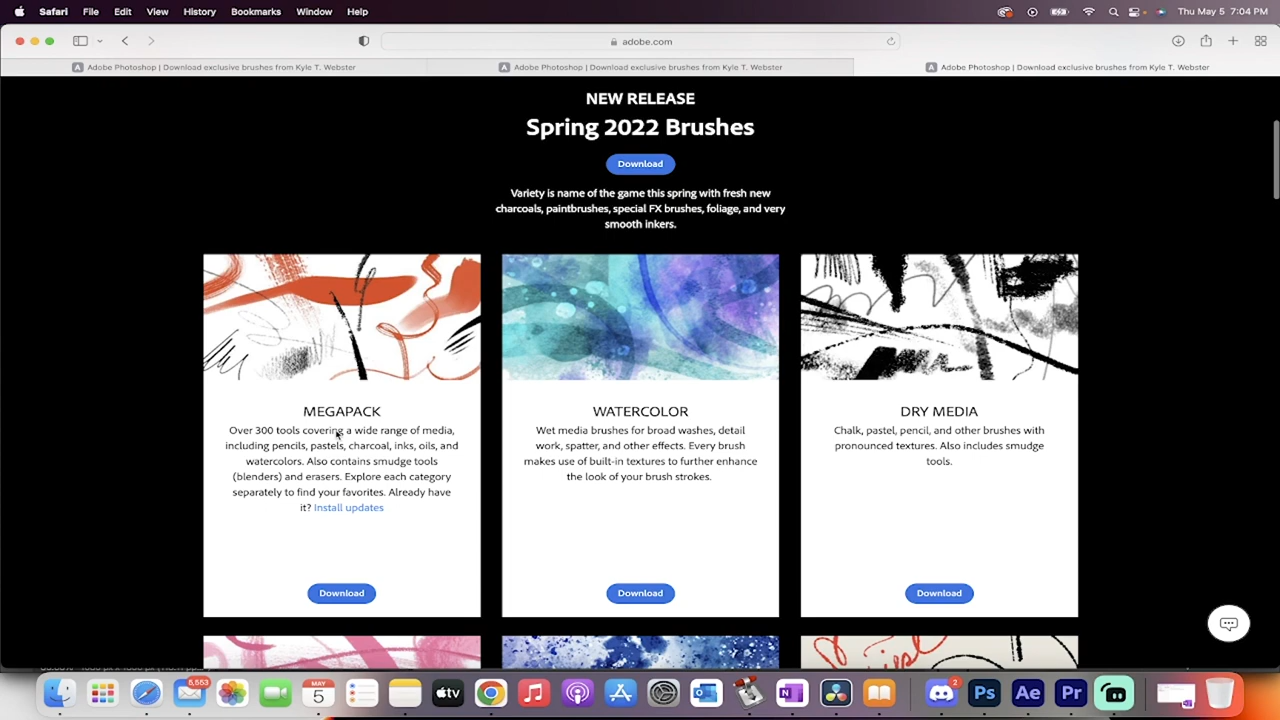 Safari File Edit View History Bookmarks Window Help Thu May 5 7:04 PM
adobe.com
Adobe Photoshop | Download exclusive brushes from Kyle T. Webster
Adobe Photoshop | Download exclusive brushes from Kyle T. Webster
Adobe Photoshop | Download exclusive brushes from Kyle T. Webster
NEW RELEASE
Spring 2022 Brushes
Download
Variety is name of the game this spring with fresh new
charcoals, paintbrushes, special FX brushes, foliage, and very
smooth inkers.
MEGAPACK
Over 300 tools covering a wide range of media,
including pencils, pastels, charcoal, inks, oils, and
watercolors. Also contains smudge tools
(blenders) and erasers. Explore each category
separately to find your favorites. Already have
it? Install updates
Download
WATERCOLOR
Wet media brushes for broad washes, detail
work, spatter, and other effects. Every brush
makes use of built-in textures to further enhance
the look of your brush strokes.
Download
DRY MEDIA
Chalk, pastel, pencil, and other brushes with
pronounced textures. Also includes smudge
tools.
Download
5,553
MAY
5
tv
2
Ps
Ae
Pr